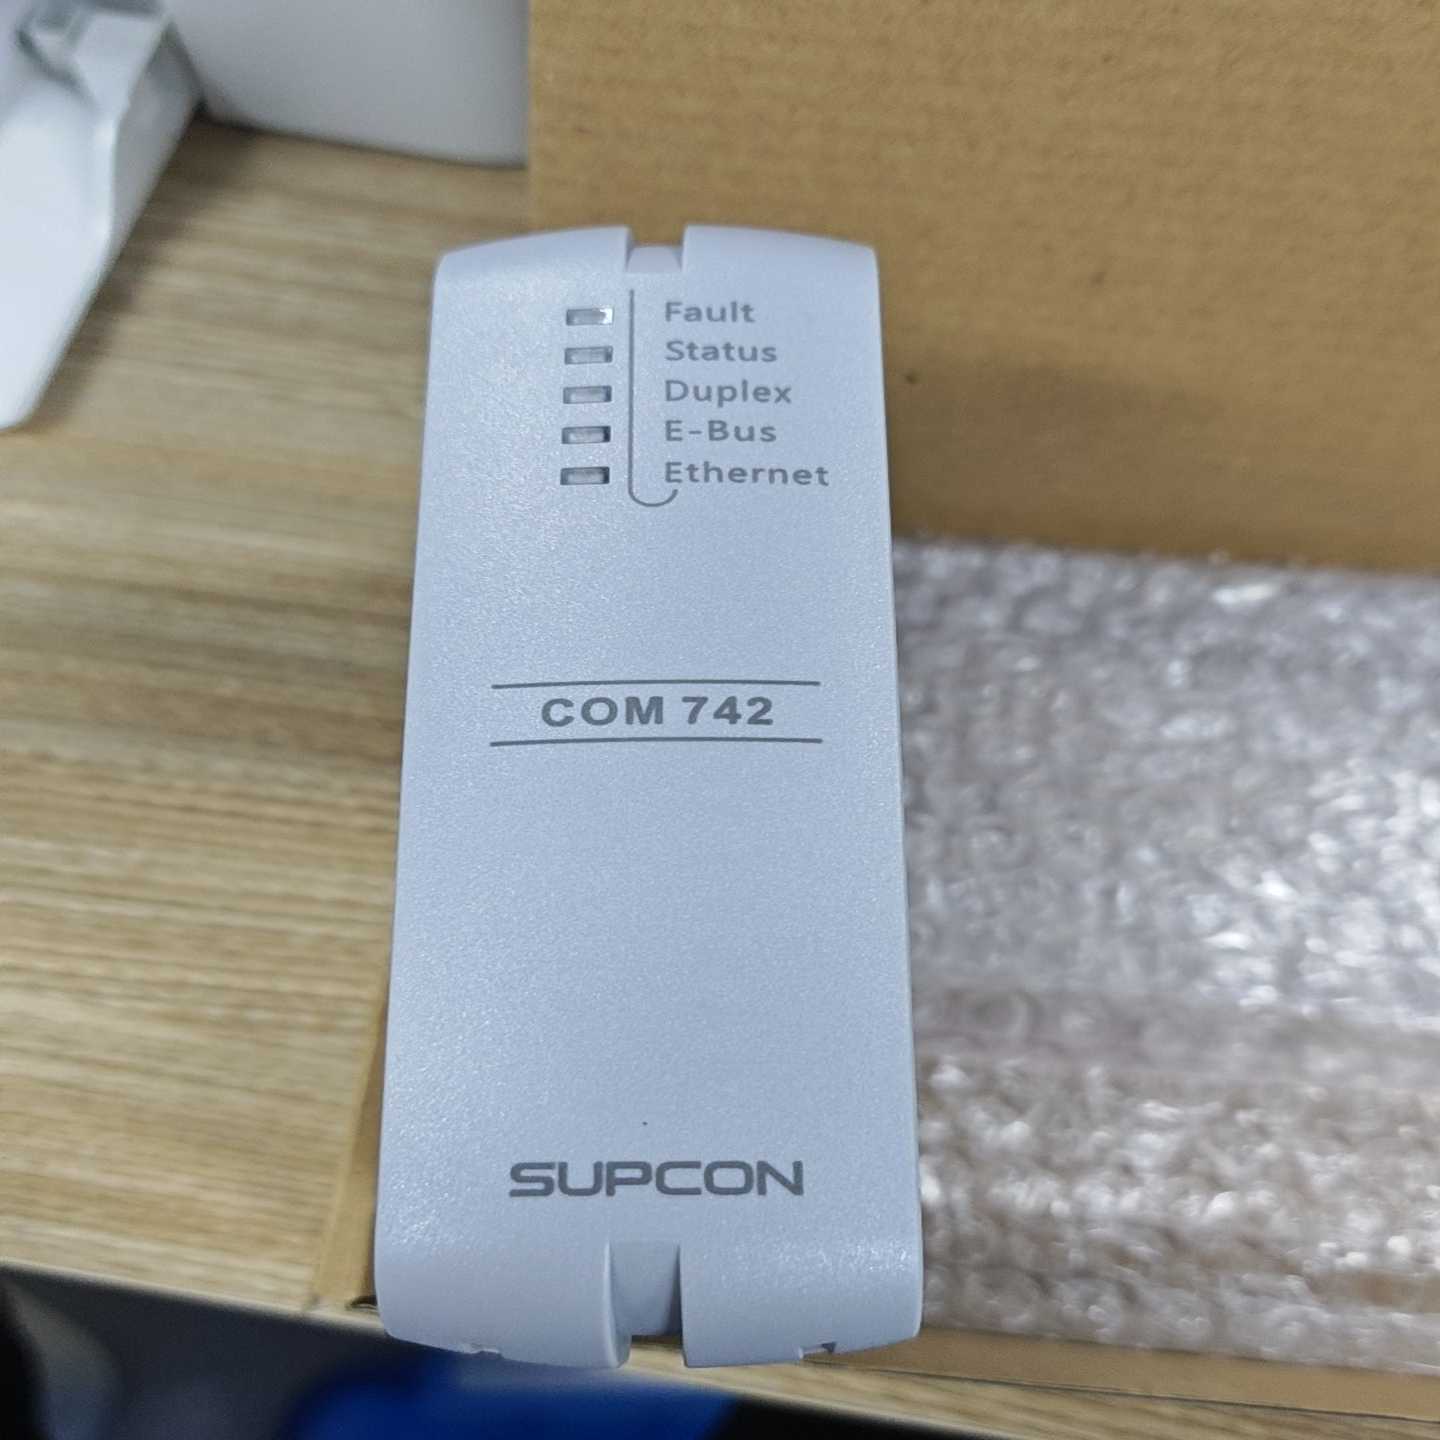 Fault
Status
Duplex
E-Bus
Ethernet
COM 742
SUPCON